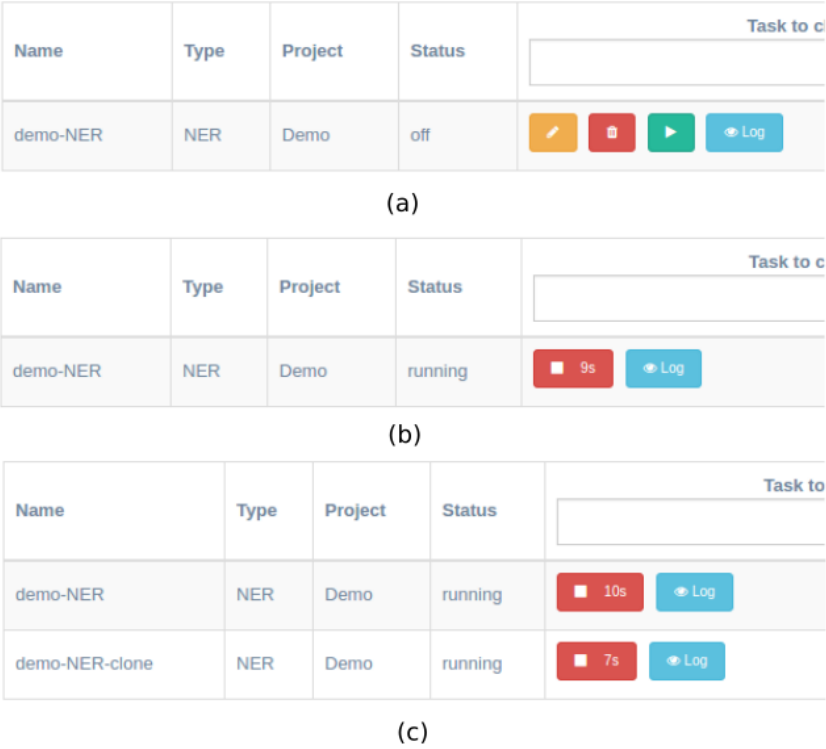 Task to c
Name Type Project Status
demo-NER NER Demo off Log
(a)
Task to c
Name Type Project Status
demo-NER NER Demo running 9s Log
(b)
Task to
Name Type Project Status
demo-NER NER Demo running 10s Log
demo-NER-clone NER Demo running 7s Log
(c)